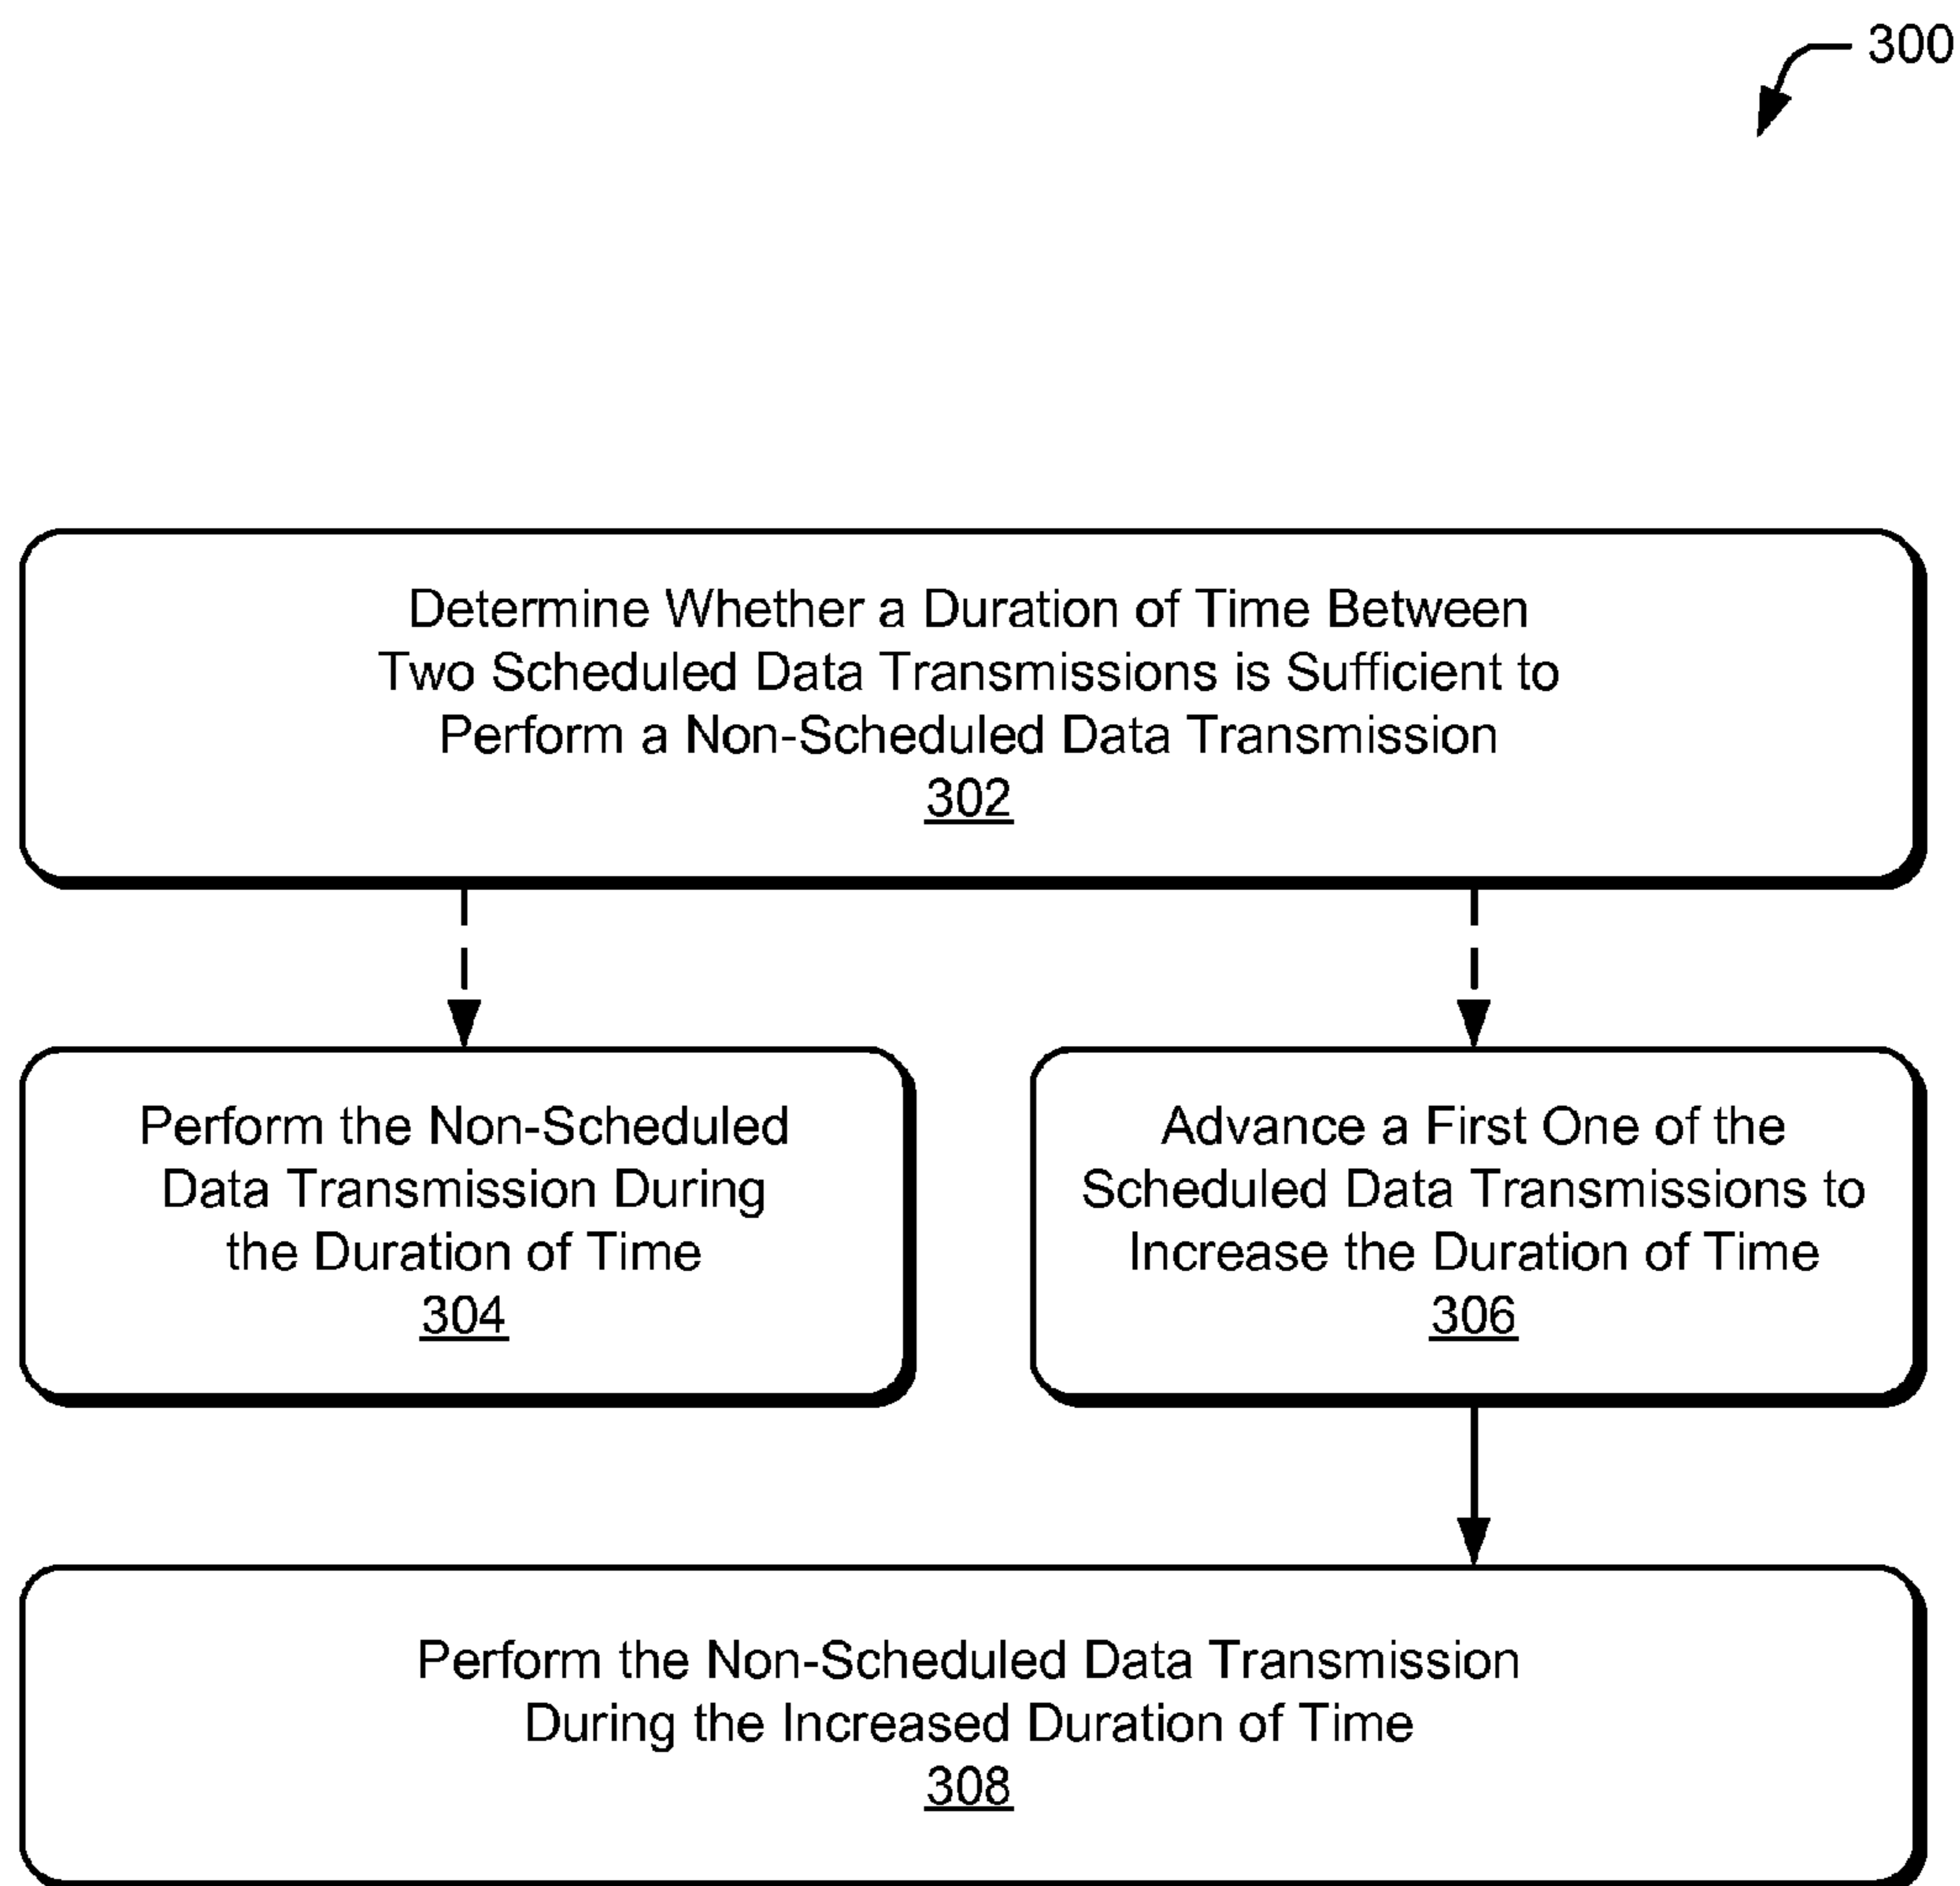 300
Determine Whether a Duration of Time Between
Two Scheduled Data Transmissions is Sufficient to
Perform a Non-Scheduled Data Transmission
302
Perform the Non-Scheduled
Data Transmission During
the Duration of Time
304
Advance a First One of the
Scheduled Data Transmissions to
Increase the Duration of Time
306
Perform the Non-Scheduled Data Transmission
During the Increased Duration of Time
308